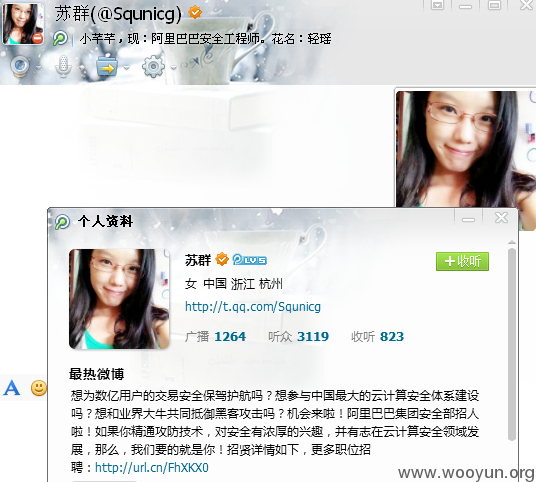 苏群(@Squnicg)
小芊芊，现：阿里巴巴安全工程师。花名：轻瑶
个人资料
苏群 LV5
女 中国 浙江 杭州
+收听
http://t.qq.com/Squnicg
广播 1264 听众 3119 收听 823
最热微博
想为数亿用户的交易安全保驾护航吗？想参与中国最大的云计算安全体系建设
吗？想和业界大牛共同抵御黑客攻击吗？机会来啦！阿里巴巴集团安全部招人
啦！如果你精通攻防技术，对安全有浓厚的兴趣，并有志在云计算安全领域发
展，那么，我们要的就是你！招贤详情如下，更多职位招
聘：http://url.cn/FhXKX0
A
www.wooyun.org